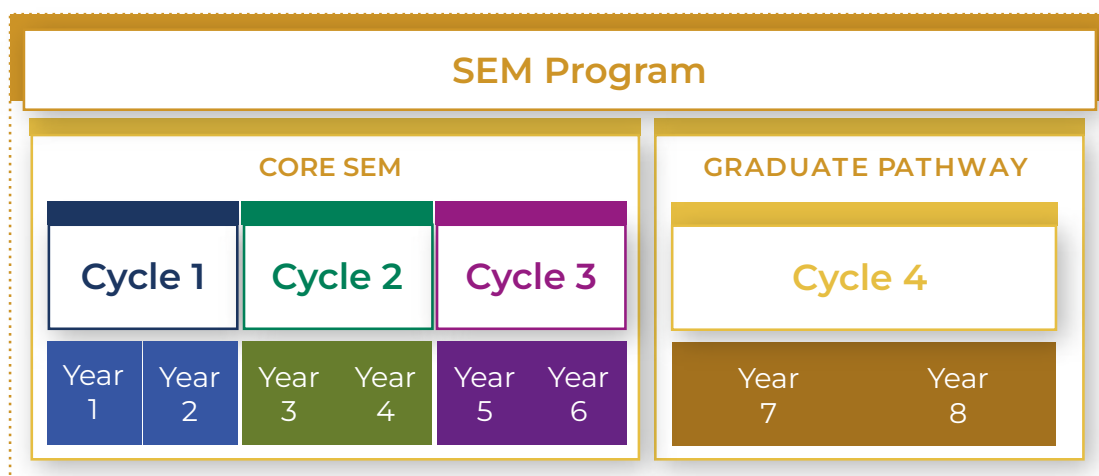 SEM Program
CORE SEM
GRADUATE PATHWAY
Cycle 1
Cycle 2
Cycle 3
Cycle 4
Year
1
Year
2
Year
3
Year
4
Year
5
Year
6
Year
7
Year
8